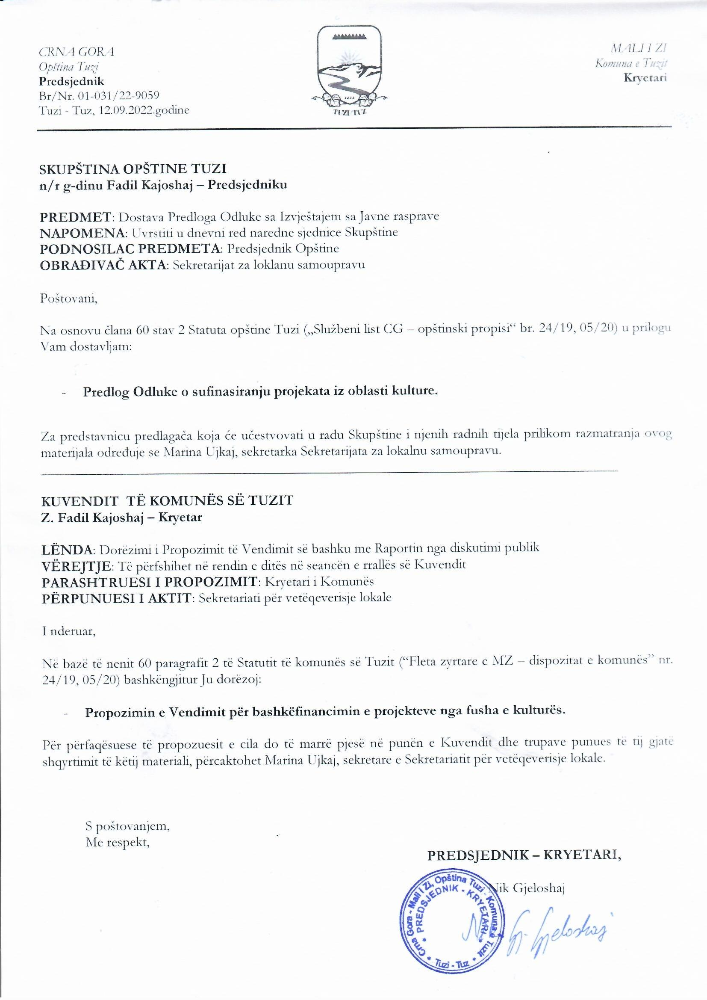 CRNA GORA
Opština Tuzi
Predsjednik
Br/Nr. 01-031/22-9059
Tuzi - Tuz, 12.09.2022.godine
TUZI TUZ
MALI I ZI
Komuna e Tuzit
Kryetari
SKUPŠTINA OPŠTINE TUZI
n/r g-dinu Fadil Kajoshaj – Predsjedniku
PREDMET: Dostava Predloga Odluke sa Izvještajem sa Javne rasprave
NAPOMENA: Uvrstiti u dnevni red naredne sjednice Skupštine
PODNOSILAC PREDMETA: Predsjednik Opštine
OBRAĐIVAČ AKTA: Sekretarijat za loklanu samoupravu
Poštovani,
Na osnovu člana 60 stav 2 Statuta opštine Tuzi („Službeni list CG – opštinski propisi“ br. 24/19, 05/20) u prilogu
Vam dostavljam:
- Predlog Odluke o sufinasiranju projekata iz oblasti kulture.
Za predstavnicu predlagača koja će učestvovati u radu Skupštine i njenih radnih tijela prilikom razmatranja ovog
materijala određuje se Marina Ujkaj, sekretarka Sekretarijata za lokalnu samoupravu.
KUVENDIT TË KOMUNËS SË TUZIT
Z. Fadil Kajoshaj – Kryetar
LËNDA: Dorëzimi i Propozimit të Vendimit së bashku me Raportin nga diskutimi publik
VËREJTJE: Të përfshihet në rendin e ditës në seancën e rrallës së Kuvendit
PARASHTRUESI I PROPOZIMIT: Kryetari i Komunës
PËRPUNUESI I AKTIT: Sekretariati për vetëqeverisje lokale
I nderuar,
Në bazë të nenit 60 paragrafit 2 të Statutit të komunës së Tuzit (“Fleta zyrtare e MZ – dispozitat e komunës” nr.
24/19, 05/20) bashkëngjitur Ju dorëzoj:
- Propozimin e Vendimit për bashkëfinancimin e projekteve nga fusha e kulturës.
Për përfaqësuese të propozuesit e cila do të marrë pjesë në punën e Kuvendit dhe trupave punues të tij gjatë
shqyrtimit të këtij materiali, përcaktohet Marina Ujkaj, sekretare e Sekretariatit për vetëqeverisje lokale.
S poštovanjem,
Me respekt,
PREDSJEDNIK – KRYETARI,
Nik Gjeloshaj
Crna Gora - Mali i Zi, Opština Tuzi - Komuna e Tuzit
PREDSJEDNIK - KRYETARI
Tuzi - Tuz
N Gj. Gjeloshaj